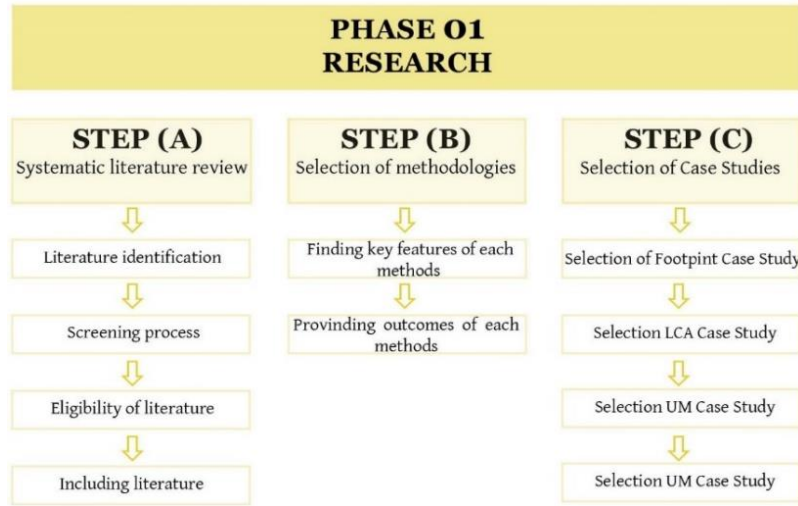 PHASE 01
RESEARCH
STEP (A)
Systematic literature review
Literature identification
Screening process
Eligibility of literature
Including literature
STEP (B)
Selection of methodologies
Finding key features of each
methods
Provinding outcomes of each
methods
STEP (C)
Selection of Case Studies
Selection of Footpint Case Study
Selection LCA Case Study
Selection UM Case Study
Selection UM Case Study